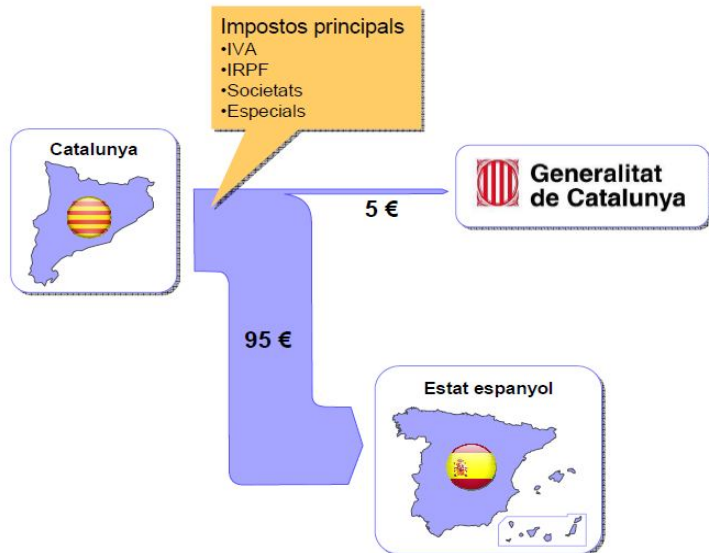 Impostos principals
•IVA
•IRPF
•Societats
•Especials
Catalunya
Generalitat
de Catalunya
5 €
95 €
Estat espanyol